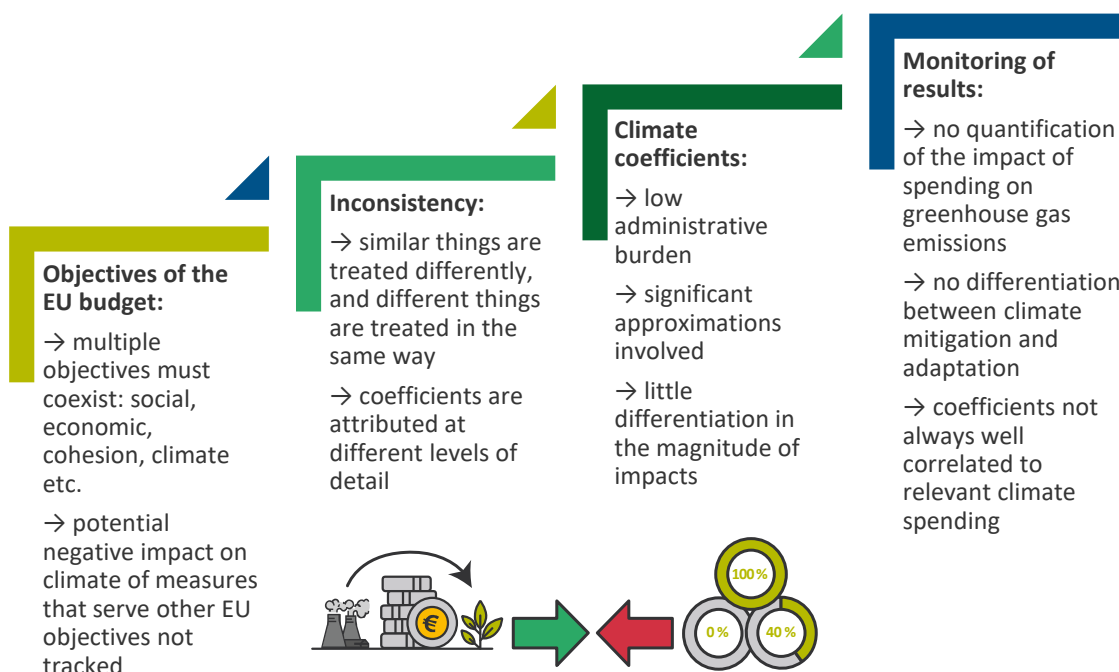 Objectives of the
EU budget:
→ multiple
objectives must
coexist: social,
economic,
cohesion, climate
etc.
→ potential
negative impact on
climate of measures
that serve other EU
objectives not
tracked
Inconsistency:
→ similar things are
treated differently,
and different things
are treated in the
same way
→ coefficients are
attributed at
different levels of
detail
Climate
coefficients:
→ low
administrative
burden
→ significant
approximations
involved
→ little
differentiation in
the magnitude of
impacts
Monitoring of
results:
→ no quantification
of the impact of
spending on
greenhouse gas
emissions
→ no differentiation
between climate
mitigation and
adaptation
→ coefficients not
always well
correlated to
relevant climate
spending
€
100 %
0 %
40 %